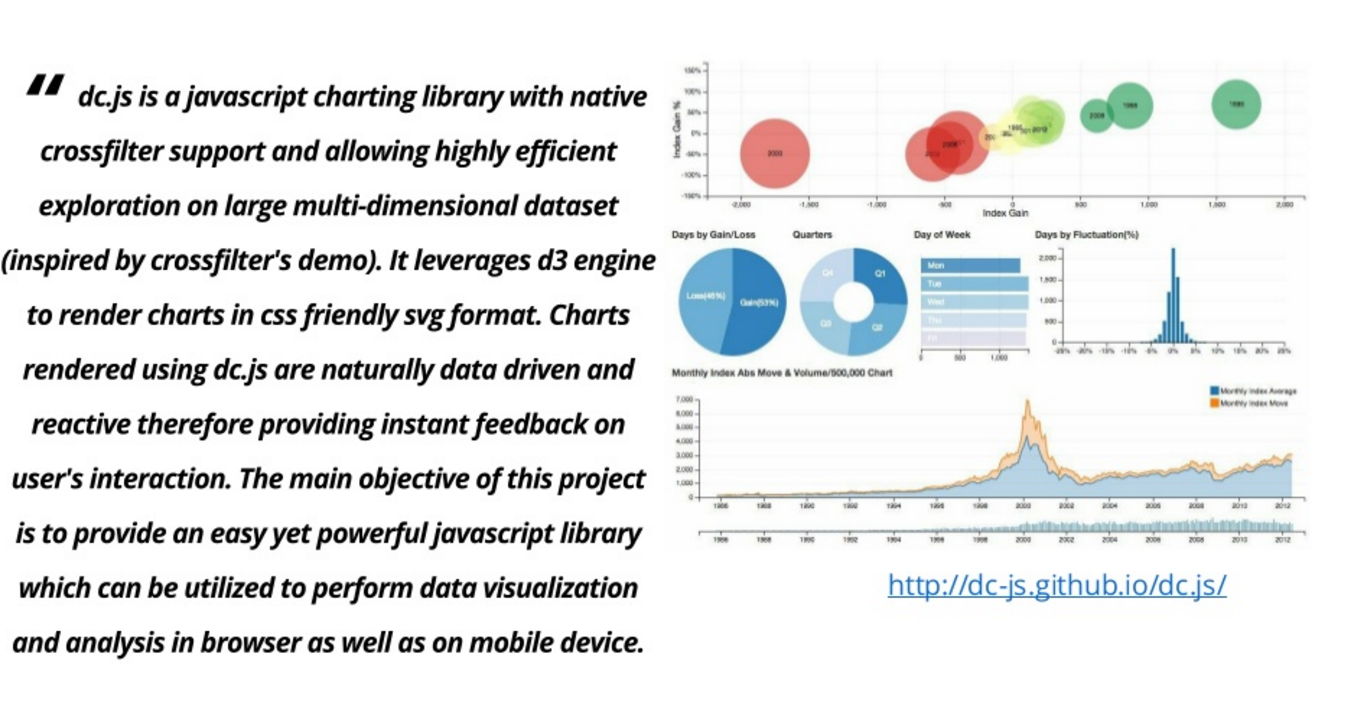 “ dc.js is a javascript charting library with native
crossfilter support and allowing highly efficient
exploration on large multi-dimensional dataset
(inspired by crossfilter's demo). It leverages d3 engine
to render charts in css friendly svg format. Charts
rendered using dc.js are naturally data driven and
reactive therefore providing instant feedback on
user's interaction. The main objective of this project
is to provide an easy yet powerful javascript library
which can be utilized to perform data visualization
and analysis in browser as well as on mobile device.
Index Gain %
150%
100%
50%
0%
-50%
-100%
-150%
2000
2008
1998
1999
-2,000 -1,500 -1,000 -500 0 500 1,000 1,500 2,000
Index Gain
Days by Gain/Loss
Loss(46%) Gain(53%)
Quarters
Q4 Q1
Q3 Q2
Day of Week
Mon
Tue
Wed
Thu
Fri
0 500 1,000
Days by Fluctuation(%)
2,000
1,500
1,000
500
0
-25% -20% -15% -10% -5% 0% 5% 10% 15% 20% 25%
Monthly Index Abs Move & Volume/500,000 Chart
Monthly Index Average
Monthly Index Move
7,000
6,000
5,000
4,000
3,000
2,000
1,000
0
1986 1988 1990 1992 1994 1996 1998 2000 2002 2004 2006 2008 2010 2012
1986 1988 1990 1992 1994 1996 1998 2000 2002 2004 2006 2008 2010 2012
http://dc-js.github.io/dc.js/